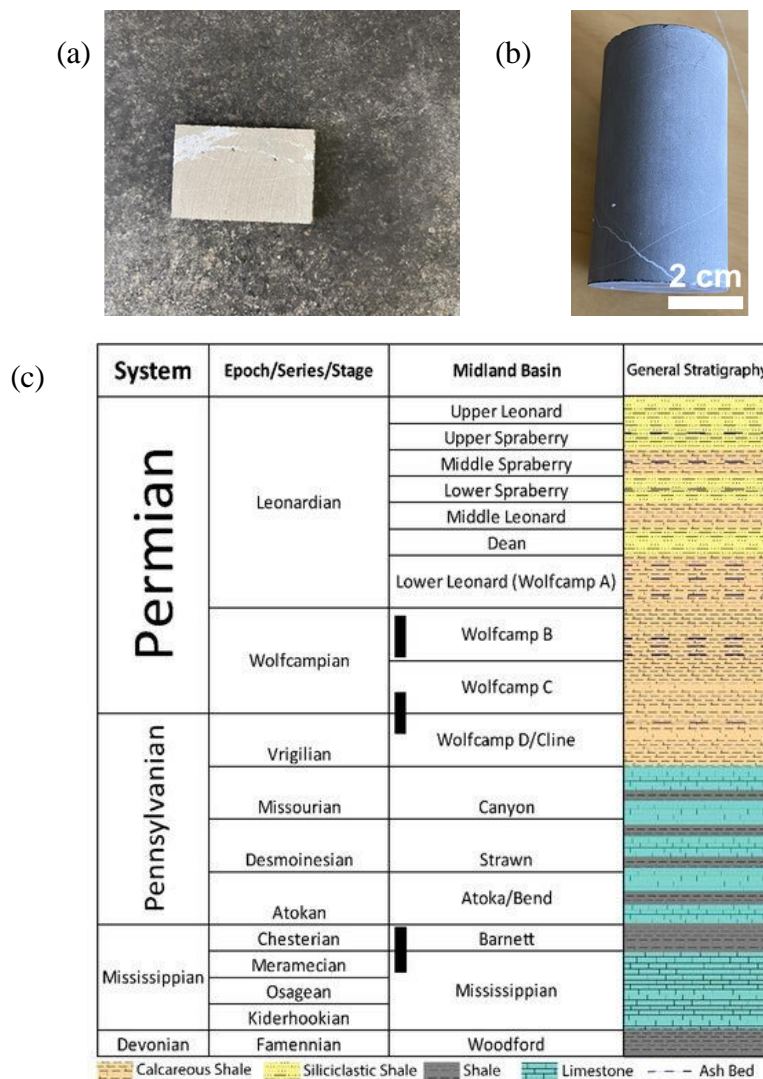 (a)
(b)
2 cm
(c)
System Epoch/Series/Stage Midland Basin General Stratigraphy
Permian
Leonardian
Upper Leonard
Upper Spraberry
Middle Spraberry
Lower Spraberry
Middle Leonard
Dean
Lower Leonard (Wolfcamp A)
Wolfcampian
Wolfcamp B
Wolfcamp C
Pennsylvanian
Vrigilian
Wolfcamp D/Cline
Missourian
Canyon
Desmoinesian
Strawn
Atokan
Atoka/Bend
Mississippian
Chesterian
Barnett
Meramecian
Osagean
Kiderhookian
Mississippian
Devonian
Famennian
Woodford
Calcareous Shale Siliciclastic Shale Shale Limestone Ash Bed